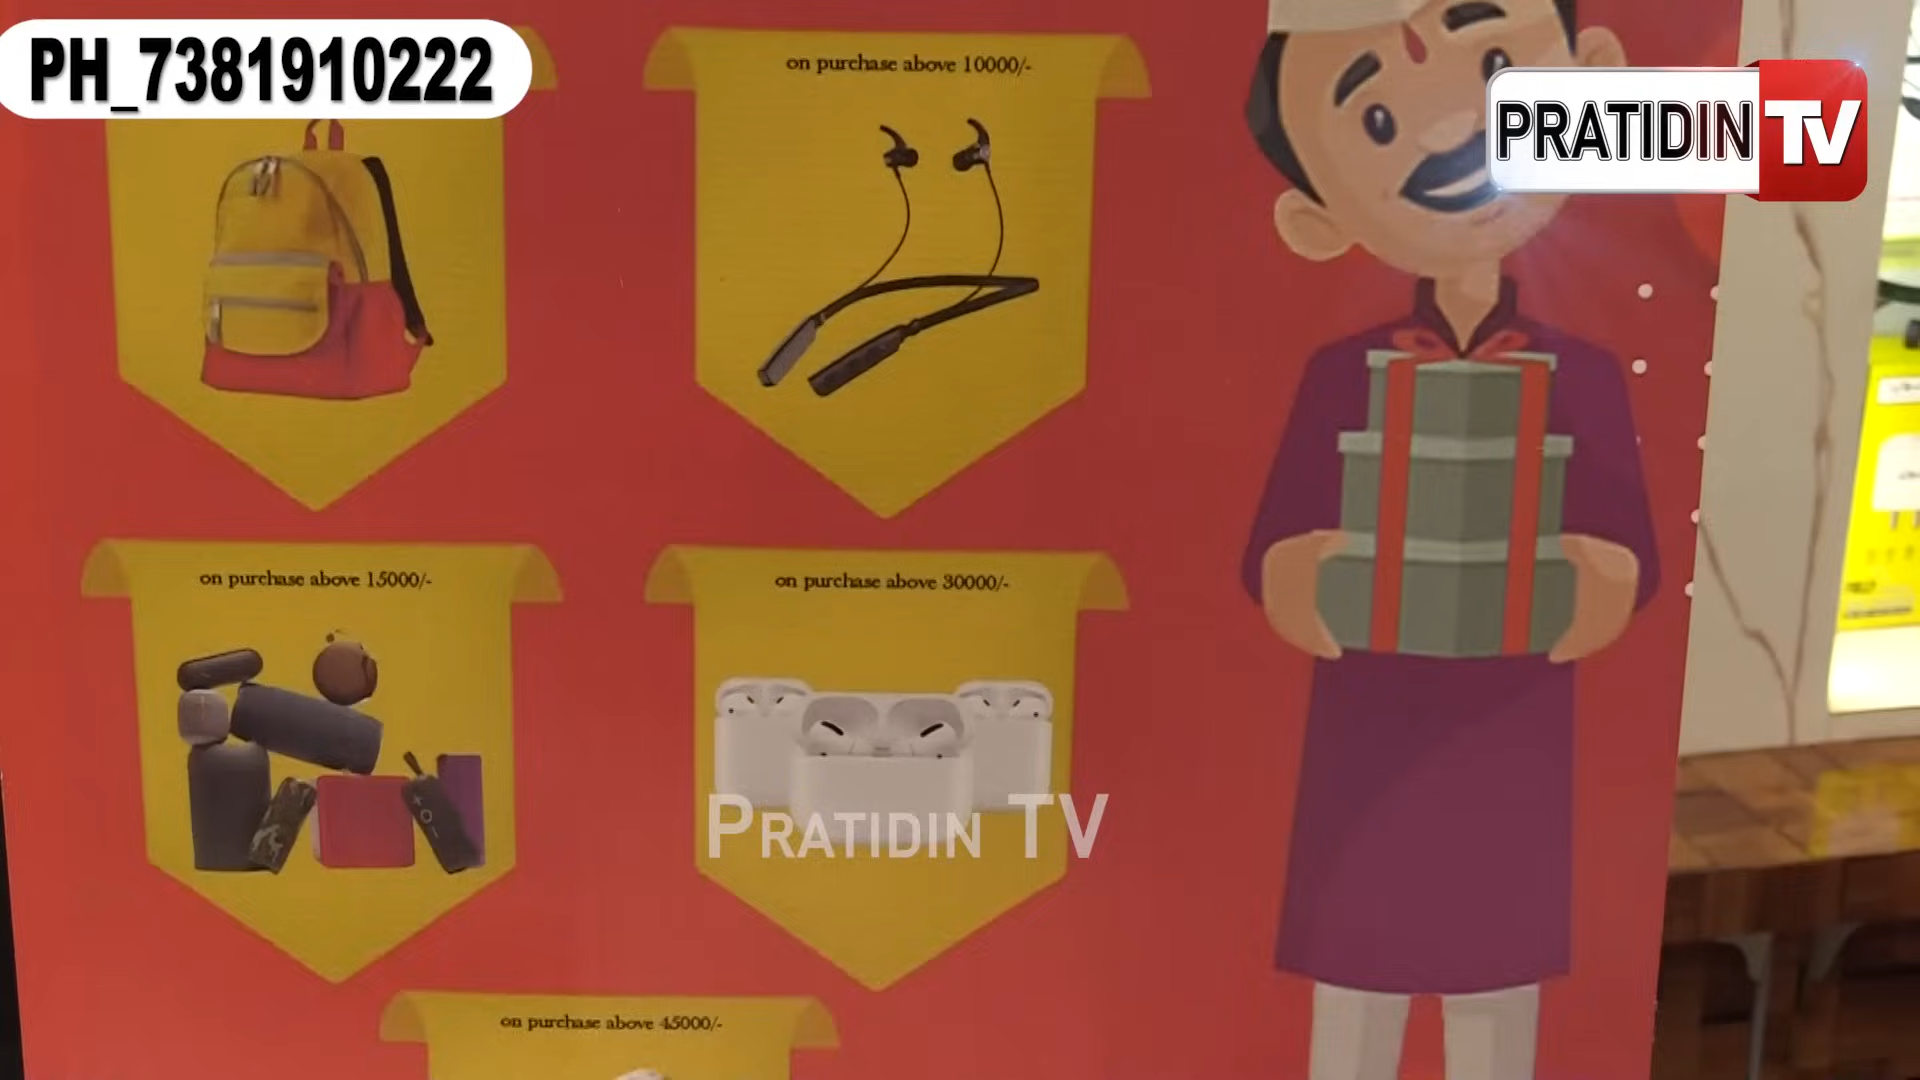 PH_7381910222
on purchase above 10000/-
PRATIDIN TV
on purchase above 15000/-
on purchase above 30000/-
PRATIDIN TV
on purchase above 45000/-